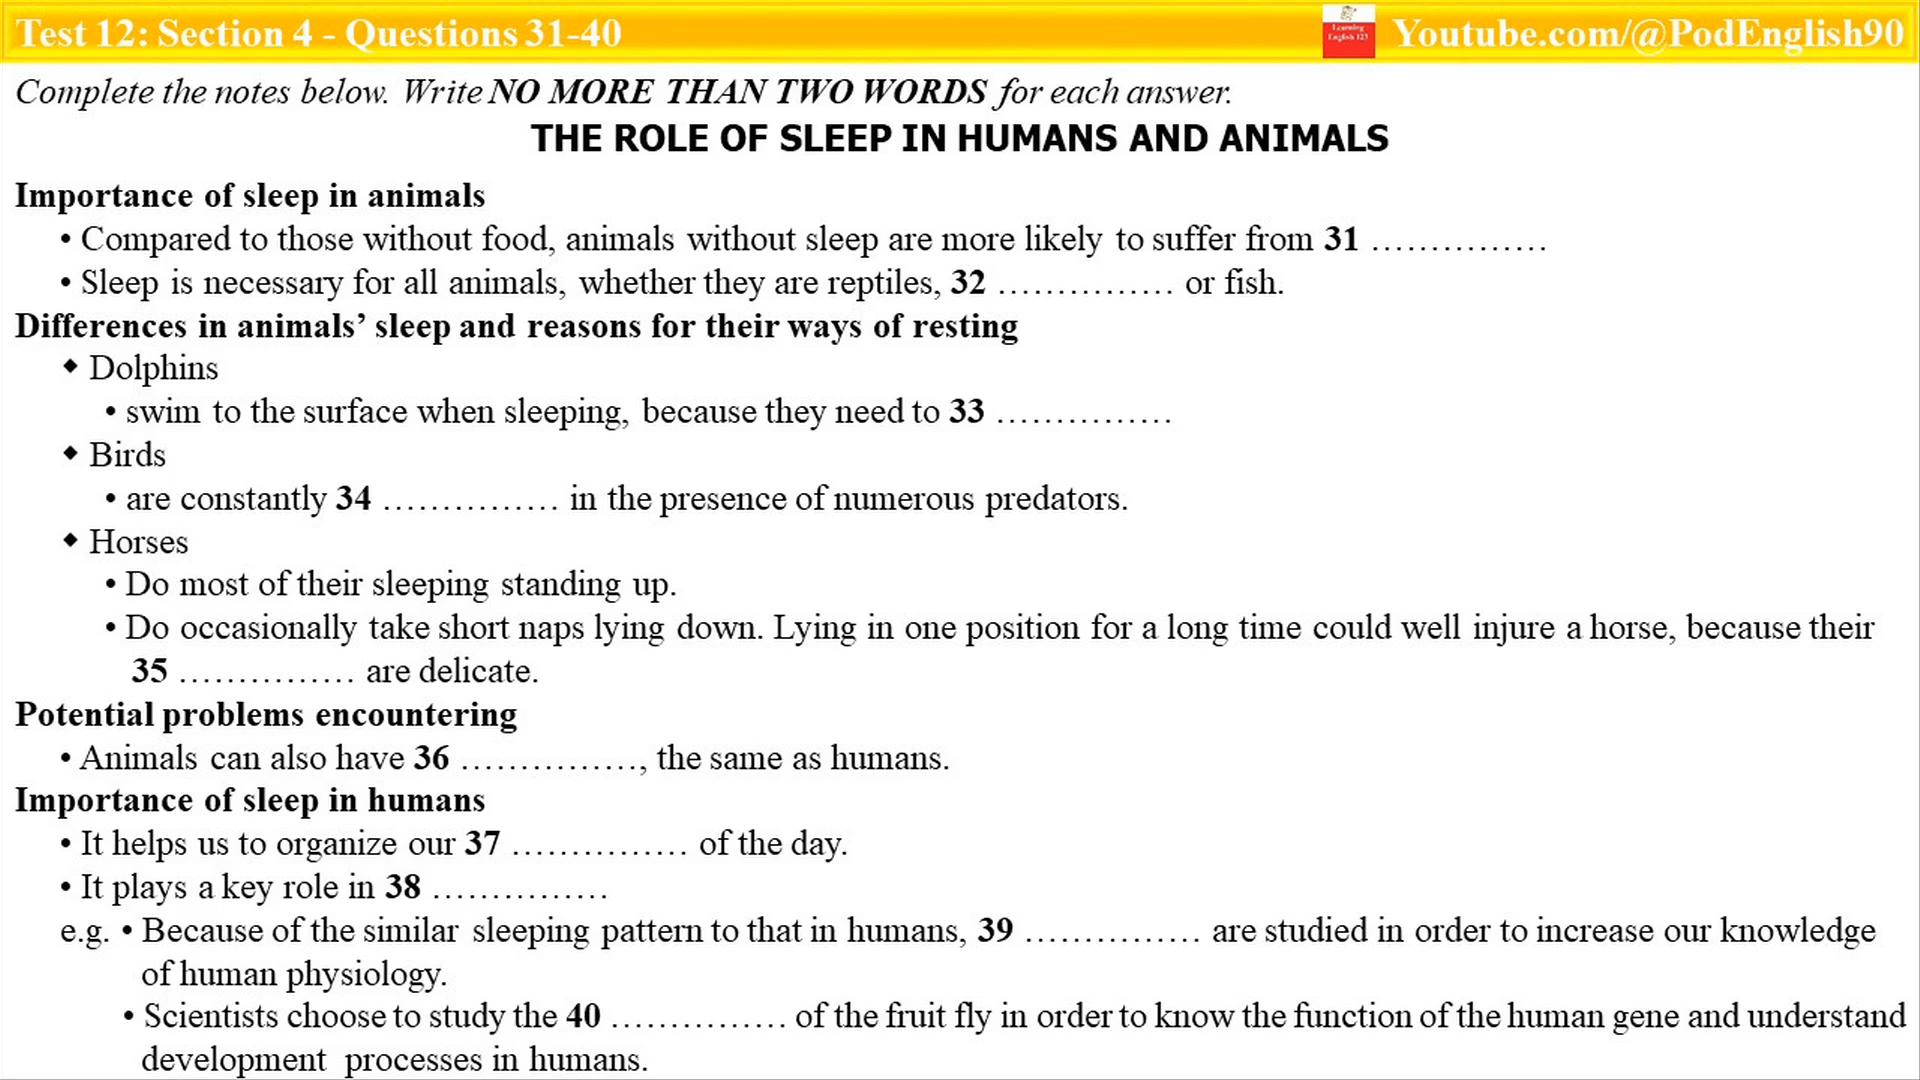 Test 12: Section 4 - Questions 31-40
Learning
English 123
Youtube.com/@PodEnglish90
Complete the notes below. Write NO MORE THAN TWO WORDS for each answer.
THE ROLE OF SLEEP IN HUMANS AND ANIMALS
Importance of sleep in animals
• Compared to those without food, animals without sleep are more likely to suffer from 31 ……………
• Sleep is necessary for all animals, whether they are reptiles, 32 …………… or fish.
Differences in animals’ sleep and reasons for their ways of resting
◆ Dolphins
• swim to the surface when sleeping, because they need to 33 ……………
◆ Birds
• are constantly 34 …………… in the presence of numerous predators.
◆ Horses
• Do most of their sleeping standing up.
• Do occasionally take short naps lying down. Lying in one position for a long time could well injure a horse, because their
35 …………… are delicate.
Potential problems encountering
• Animals can also have 36 ……………, the same as humans.
Importance of sleep in humans
• It helps us to organize our 37 …………… of the day.
• It plays a key role in 38 ……………
e.g. • Because of the similar sleeping pattern to that in humans, 39 …………… are studied in order to increase our knowledge
of human physiology.
• Scientists choose to study the 40 …………… of the fruit fly in order to know the function of the human gene and understand
development processes in humans.